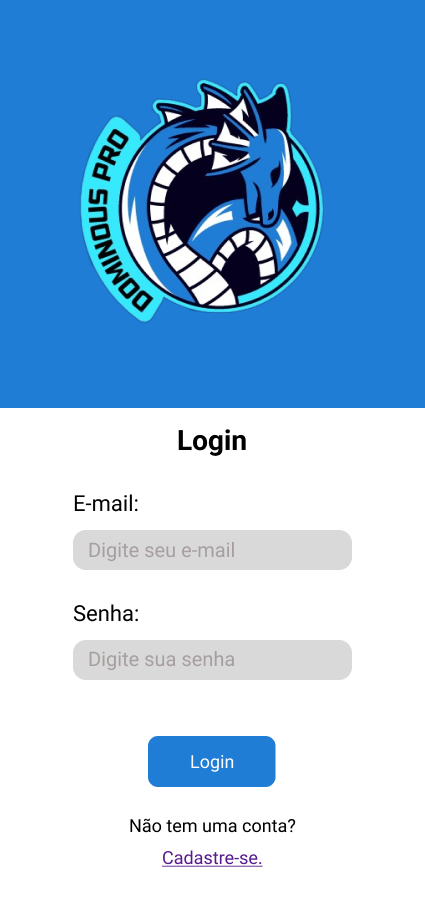 DOMINOUS PRO
Login
E-mail:
Digite seu e-mail
Senha:
Digite sua senha
Login
Não tem uma conta?
Cadastre-se.